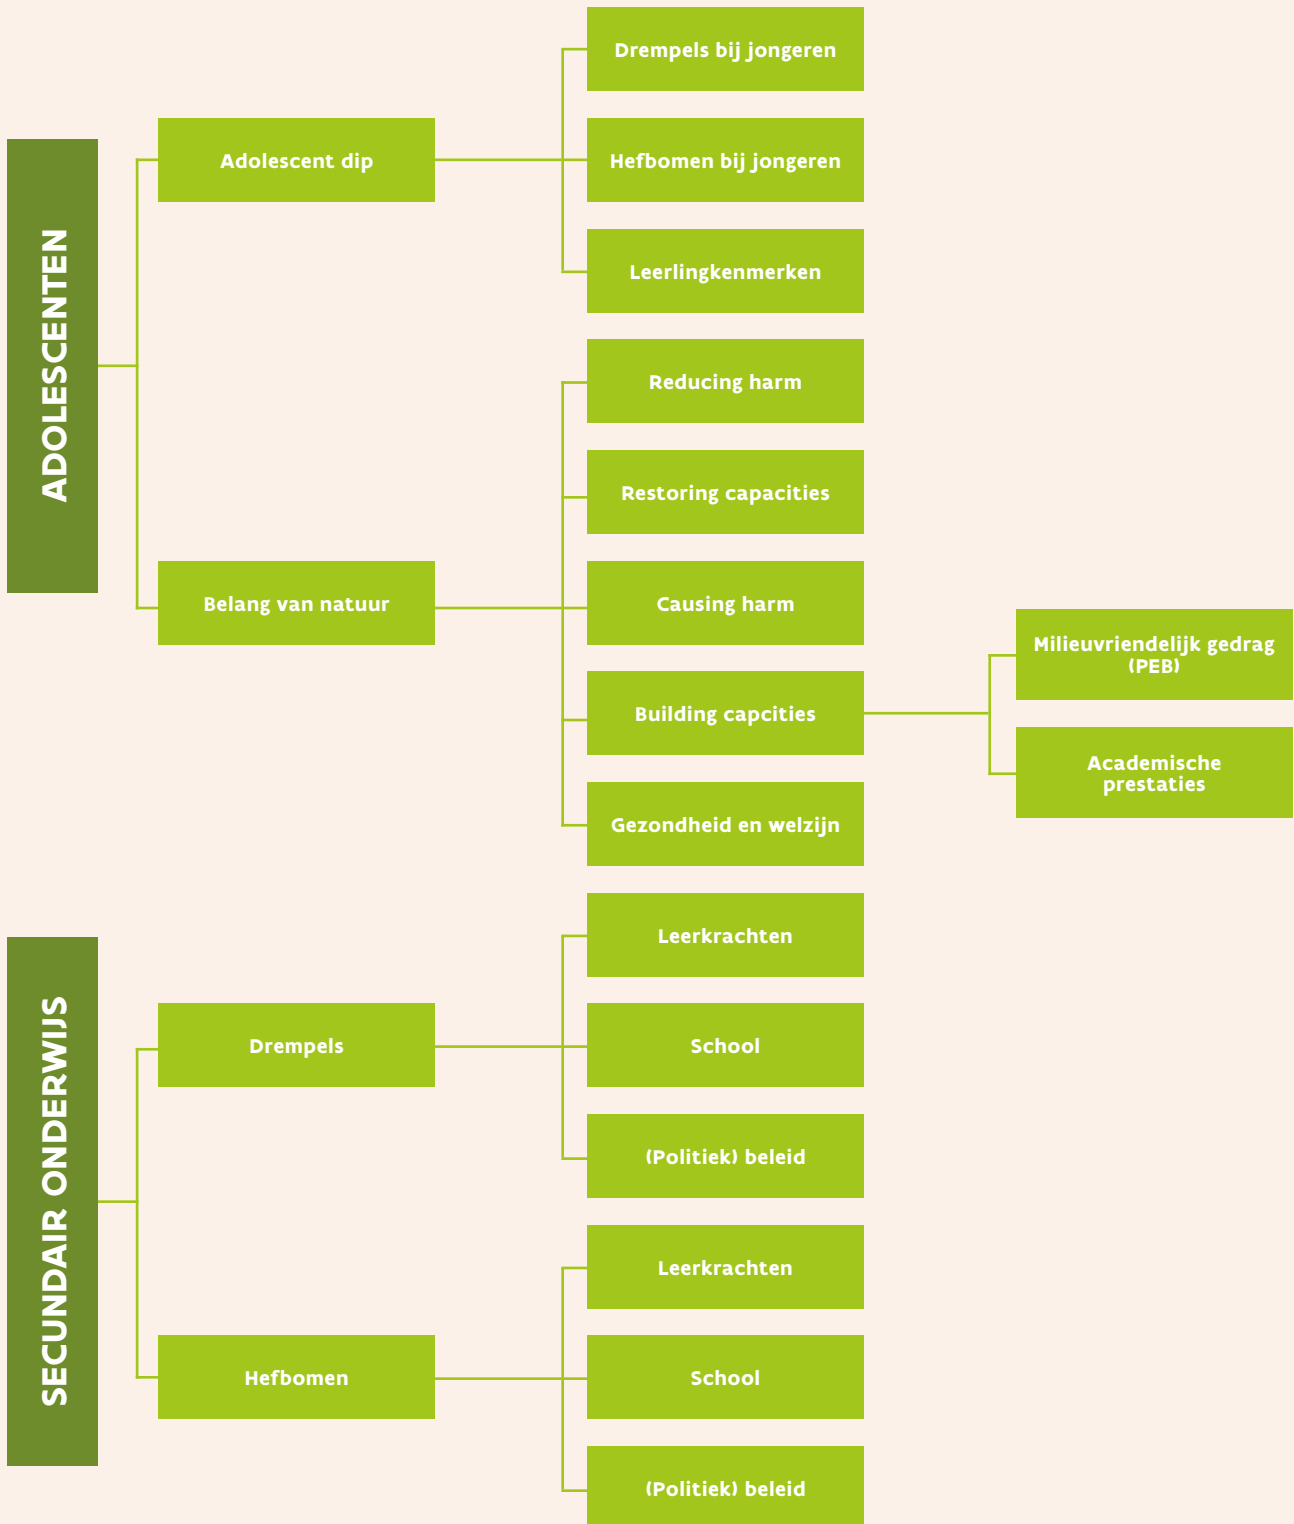 ADOLESCENTEN
Adolescent dip
Drempels bij jongeren
Hefbomen bij jongeren
Leerlingkenmerken
Belang van natuur
Reducing harm
Restoring capacities
Causing harm
Building capcities
Milieuvriendelijk gedrag
(PEB)
Academische
prestaties
Gezondheid en welzijn
SECUNDAIR ONDERWIJS
Drempels
Leerkrachten
School
(Politiek) beleid
Hefbomen
Leerkrachten
School
(Politiek) beleid